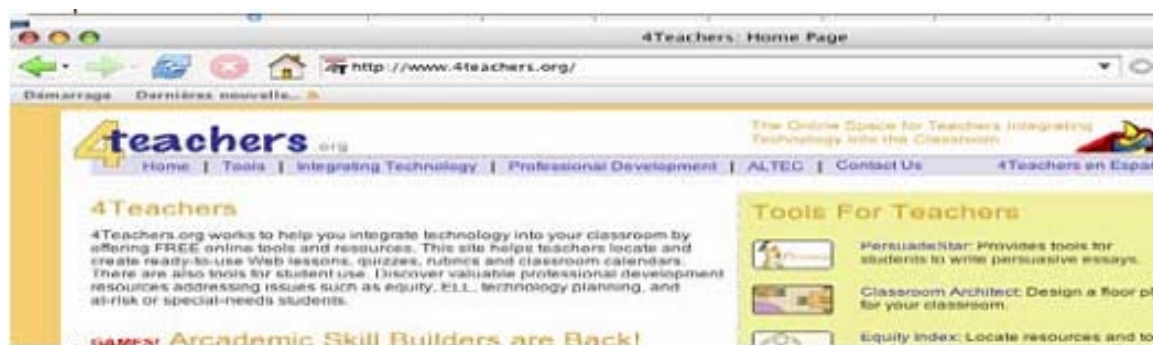 4Teachers: Home Page
http://www.4teachers.org/
Démarrage Dernières nouvelle...
4teachers.org
The Online Space for Teachers Integrating
Technology into the Classroom
Home | Tools | Integrating Technology | Professional Development | ALTEC | Contact Us 4Teachers en Españ
4Teachers
4Teachers.org works to help you integrate technology into your classroom by
offering FREE online tools and resources. This site helps teachers locate and
create ready-to-use Web lessons, quizzes, rubrics and classroom calendars.
There are also tools for student use. Discover valuable professional development
resources addressing issues such as equity, ELL, technology planning, and
at-risk or special-needs students.
GAMES! Arcademic Skill Builders are Back!
Tools For Teachers
PersuadeStar: Provides tools for
students to write persuasive essays.
Classroom Architect: Design a floor pl
for your classroom.
Equity Index: Locate resources and to